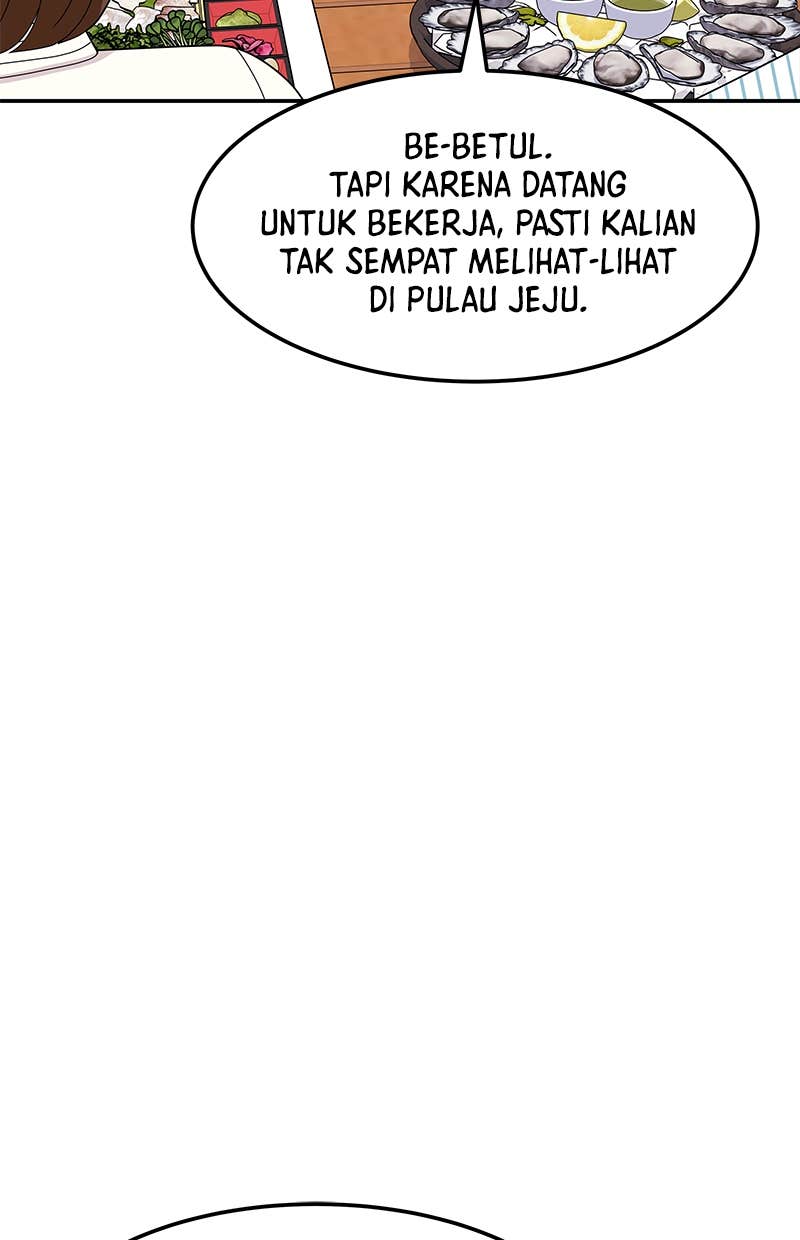 BE-BETUL.
TAPI KARENA DATANG
UNTUK BEKERJA, PASTI KALIAN
TAK SEMPAT MELIHAT-LIHAT
DI PULAU JEJU.